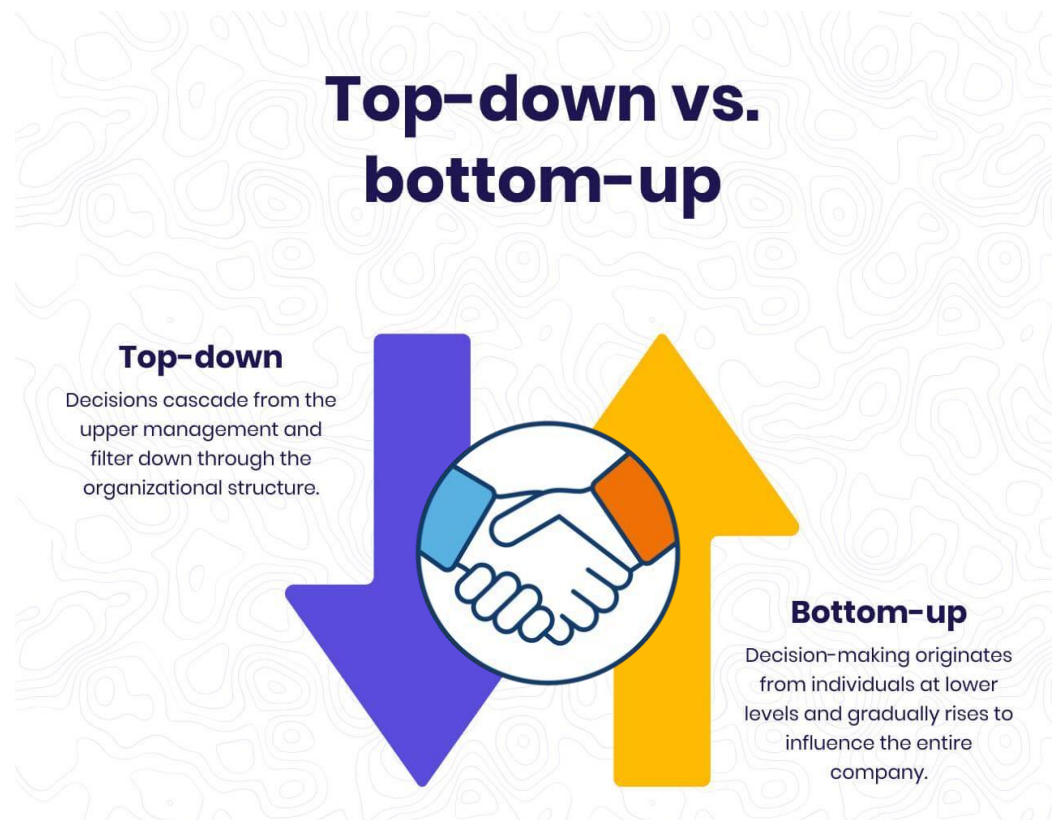 Top-down vs.
bottom-up
Top-down
Decisions cascade from the
upper management and
filter down through the
organizational structure.
Bottom-up
Decision-making originates
from individuals at lower
levels and gradually rises to
influence the entire
company.